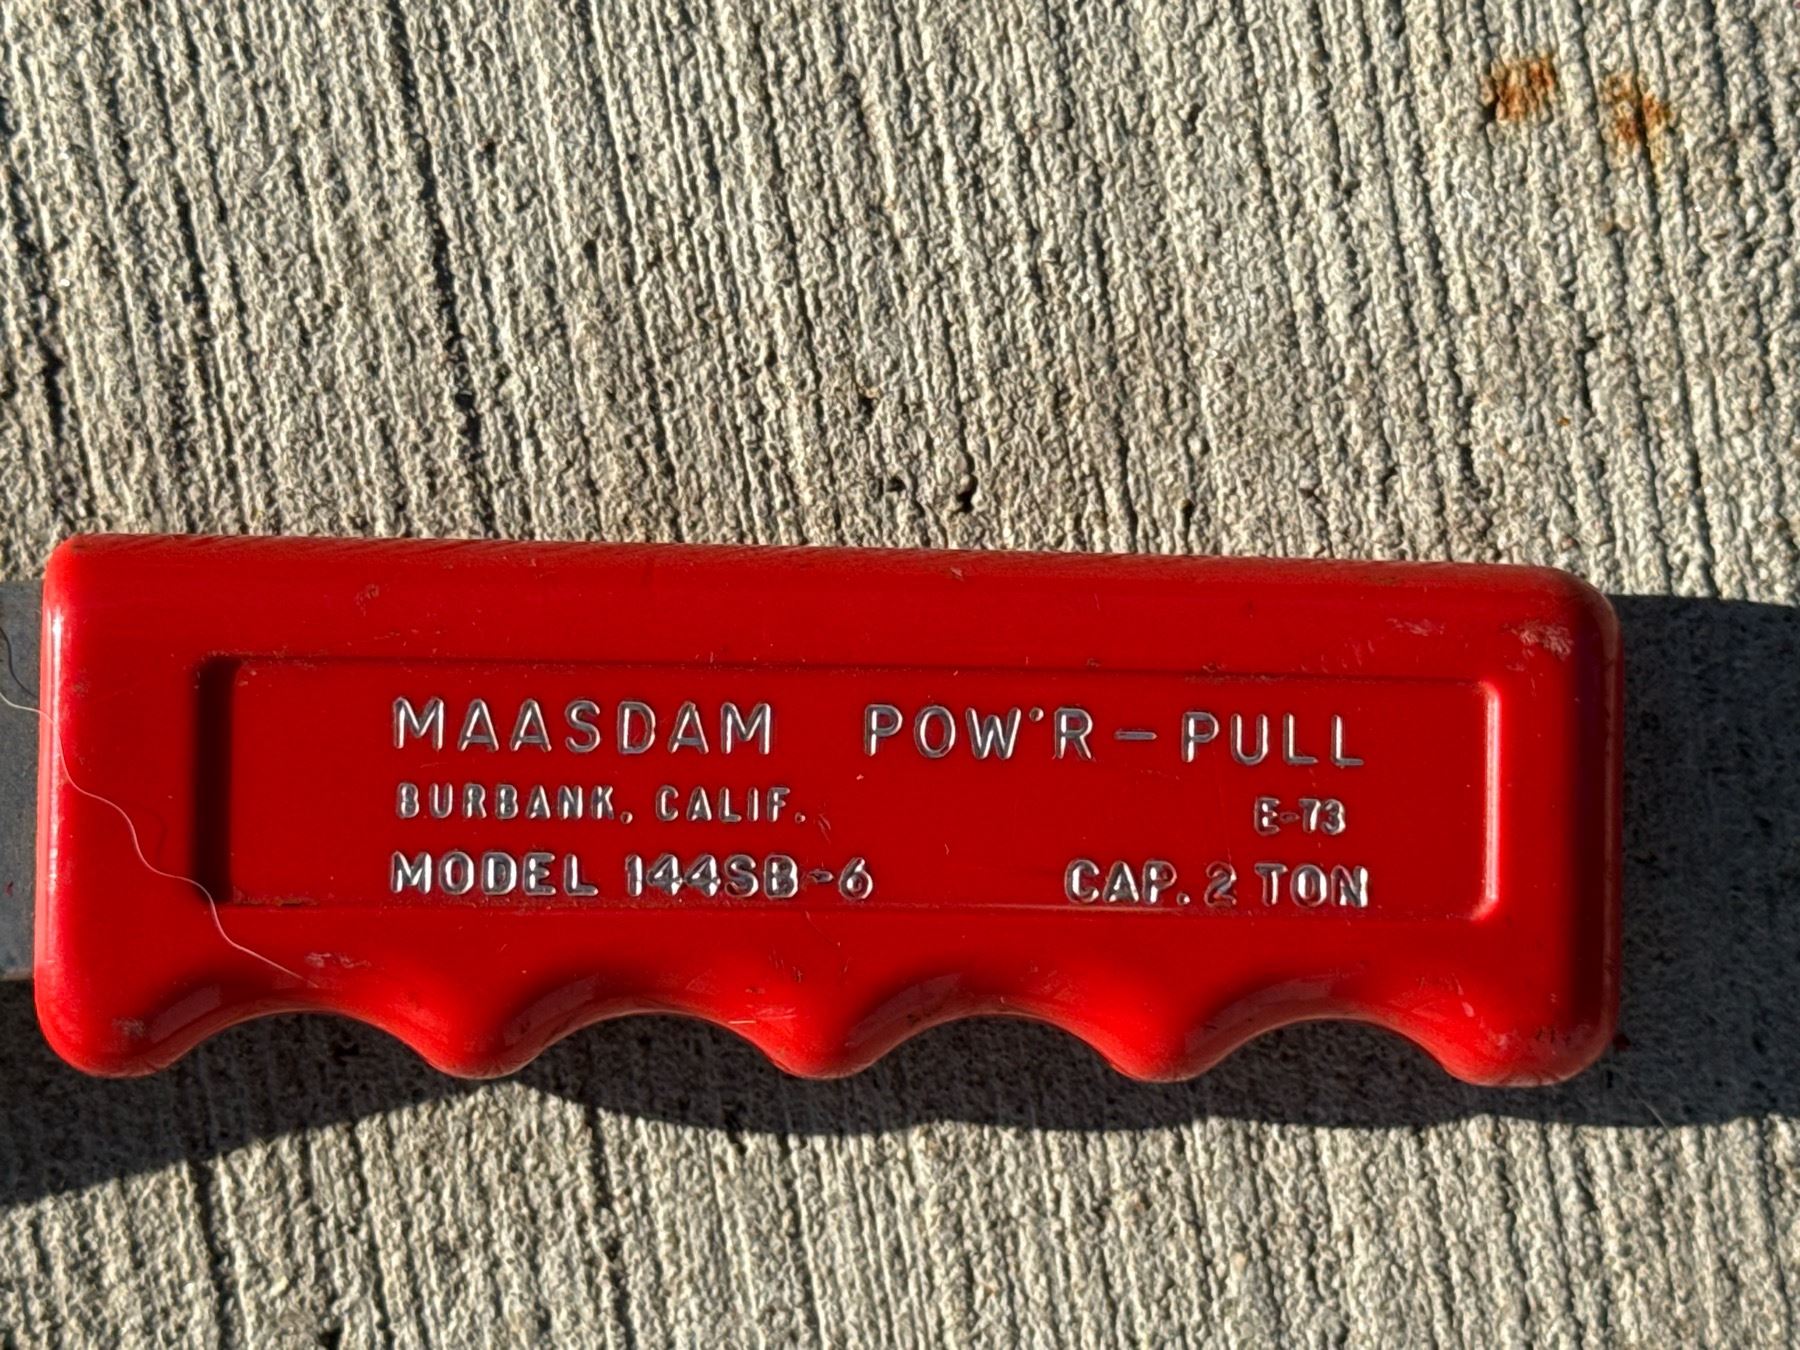 MAASDAM POW'R-PULL
BURBANK, CALIF. E-73
MODEL 144SB-6 CAP. 2 TON